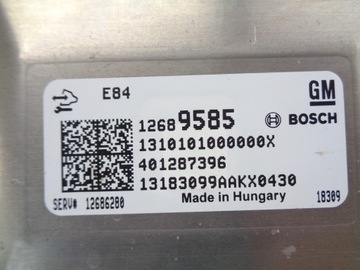 E84
GM
12689585
BOSCH
1310101000000X
401287396
13183099AAKX0430
Made in Hungary
SERV# 12686280
18309